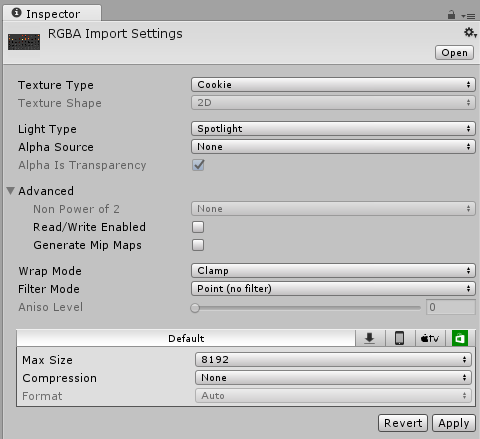 Inspector
RGBA Import Settings
Open
Texture Type Cookie
Texture Shape 2D
Light Type Spotlight
Alpha Source None
Alpha Is Transparency
Advanced
Non Power of 2 None
Read/Write Enabled
Generate Mip Maps
Wrap Mode Clamp
Filter Mode Point (no filter)
Aniso Level 0
Default tv
Max Size 8192
Compression None
Format Auto
Revert Apply